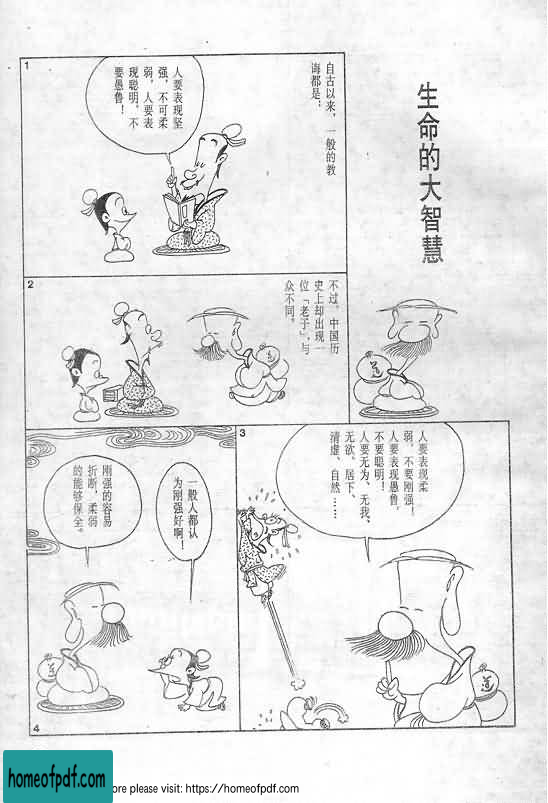 生命的大智慧
1
自古以来，一般的教
诲都是：
人要表现坚
强，不可柔
弱，人要表
现聪明，不
要愚鲁！
2
不过，中国历
史上却出现一
位「老子」，与
众不同。
道
3
人要表现柔
弱，不要刚强！
人要表现愚鲁，
不要聪明！
人要无为、无我、
无欲、居下、
清虚、自然……
道
4
一般人都认
为刚强好啊！
刚强的容易
折断，柔弱
的能够保全。
道
homeofpdf.com
ore please visit: https://homeofpdf.com